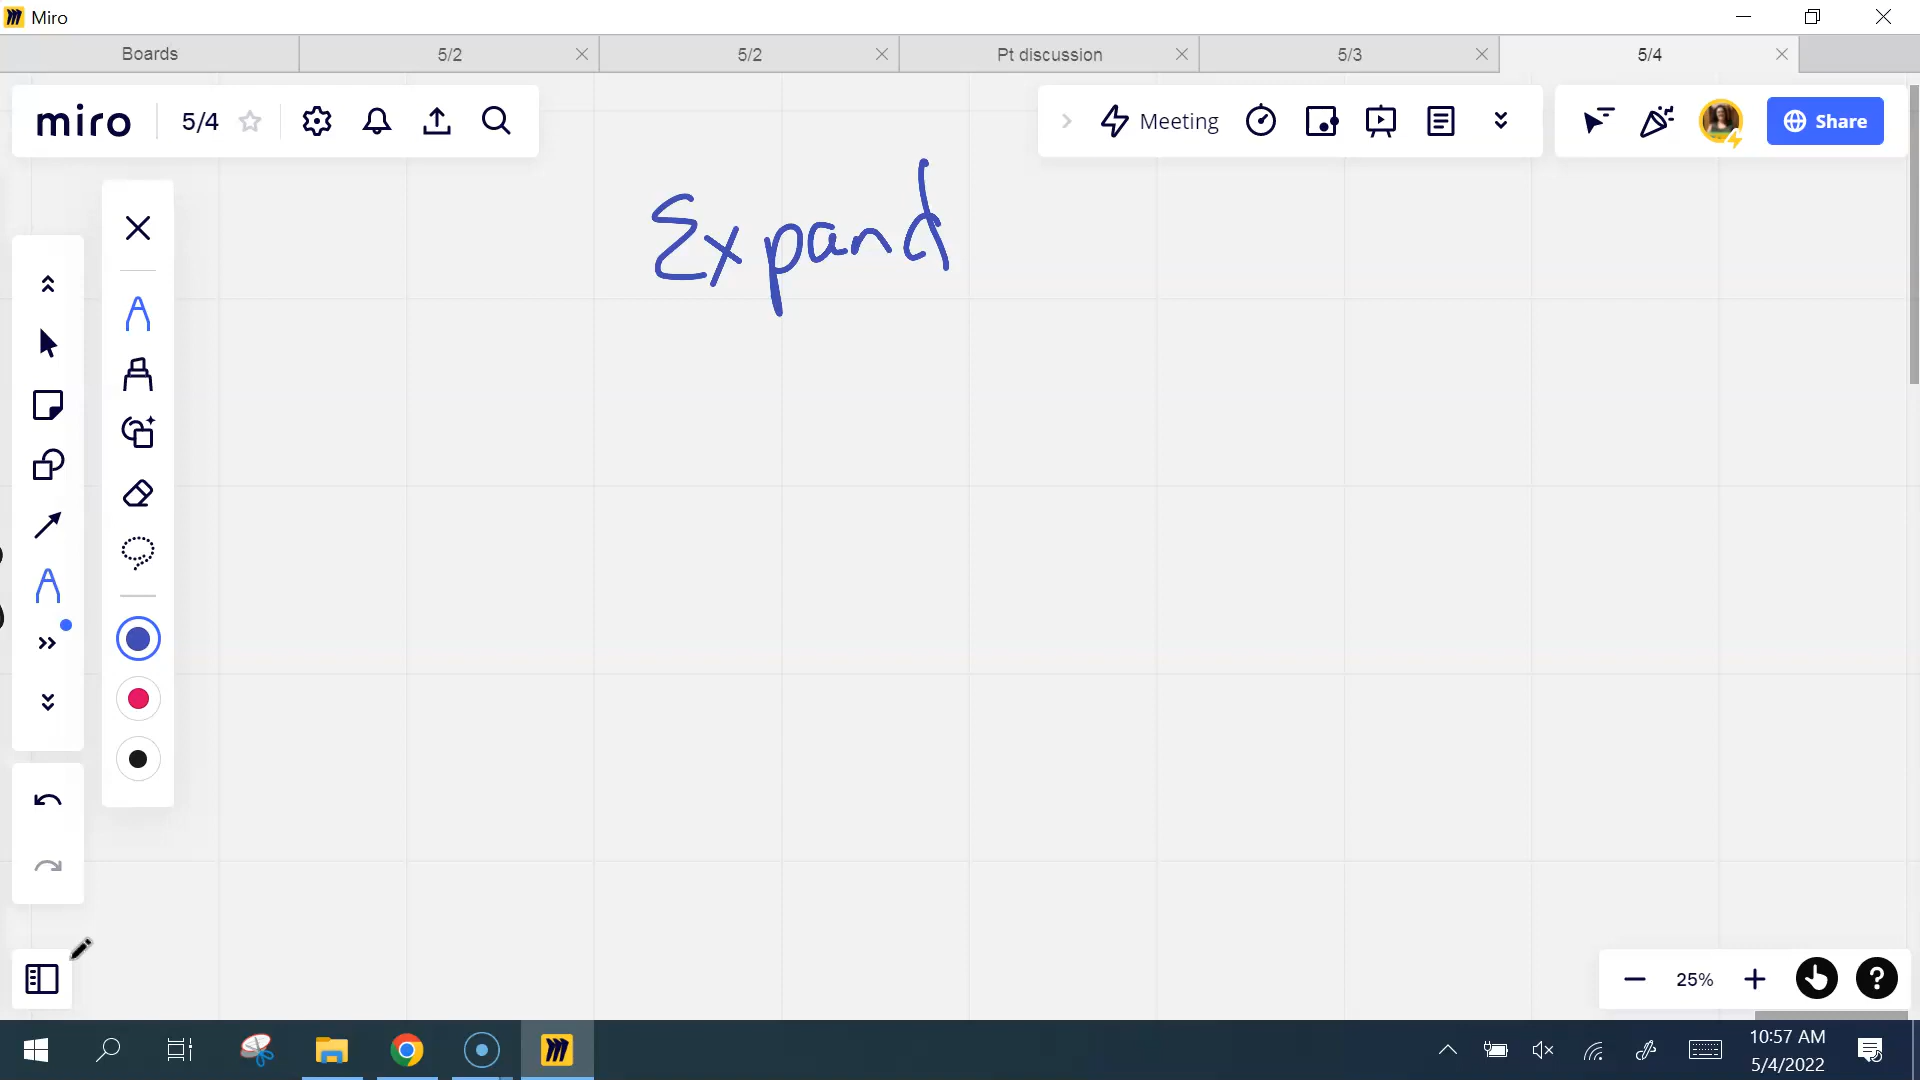 Miro
Boards 5/2 5/2 Pt discussion 5/3 5/4
miro 5/4 Meeting Share
Expand
25%
10:57 AM
5/4/2022